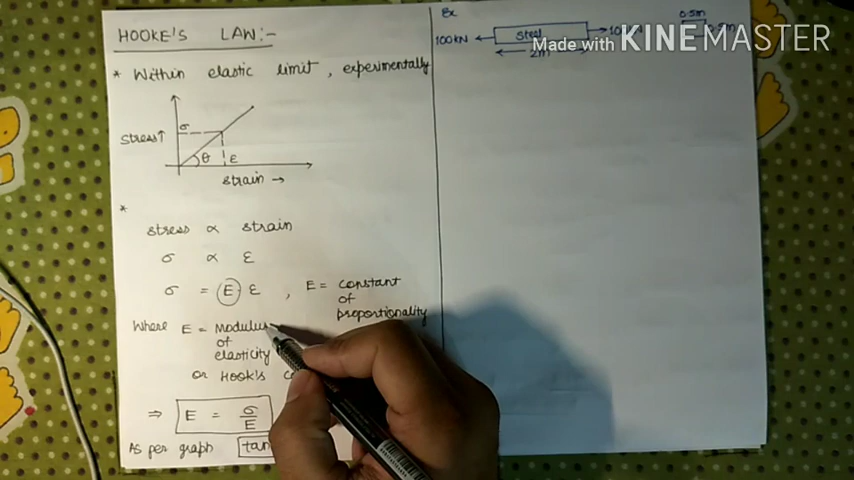 HOOKE'S LAW:-
* Within elastic limit, experimentally
Stress↑
σ
θ
ε
strain →
*
stress ∝ strain
σ ∝ ε
σ = E ε , E = constant
of
proportionality
Where E = Modulus
of
elasticity
or Hook's
⇒ E = σ/E
As per graph tan
Ex
100kN ← Steel →
2m
0.5m
Made with KINEMASTER